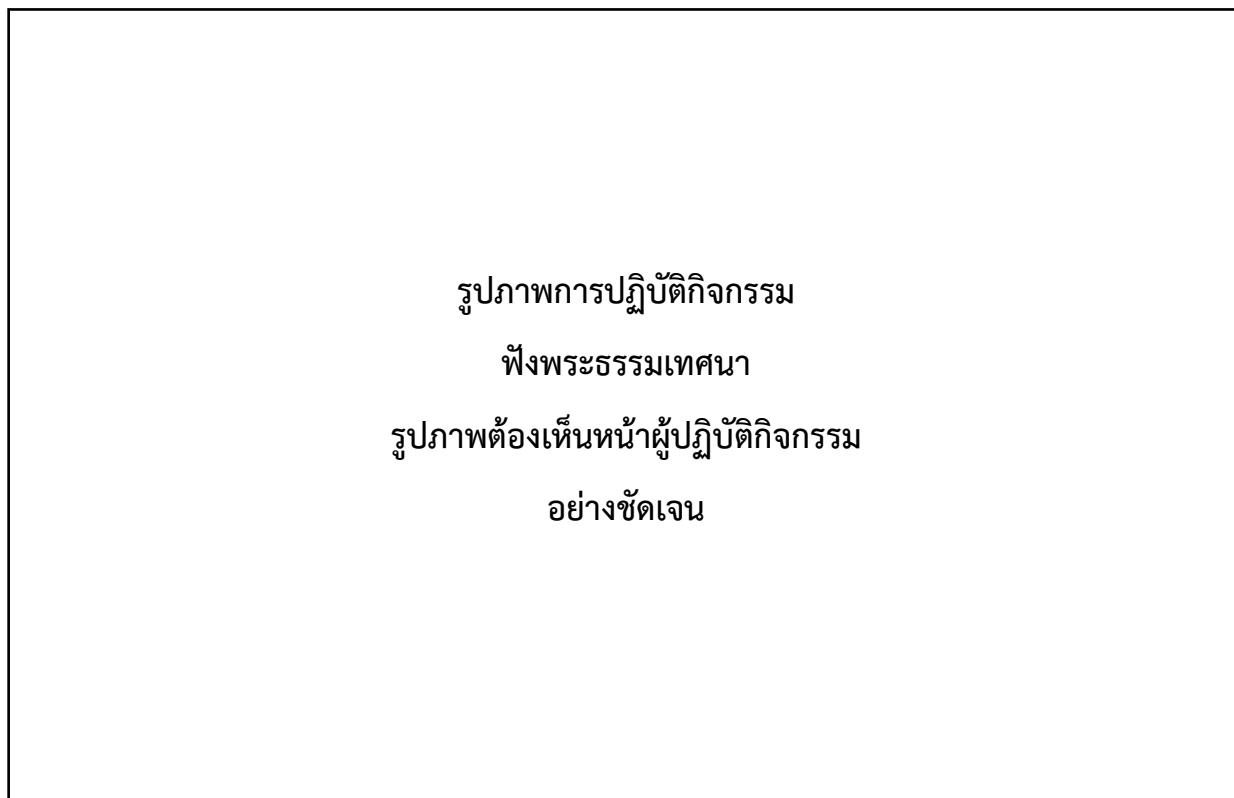 รูปภาพการปฏิบัติกิจกรรม
ฟังพระธรรมเทศนา
รูปภาพต้องเห็นหน้าผู้ปฏิบัติกิจกรรม
อย่างชัดเจน